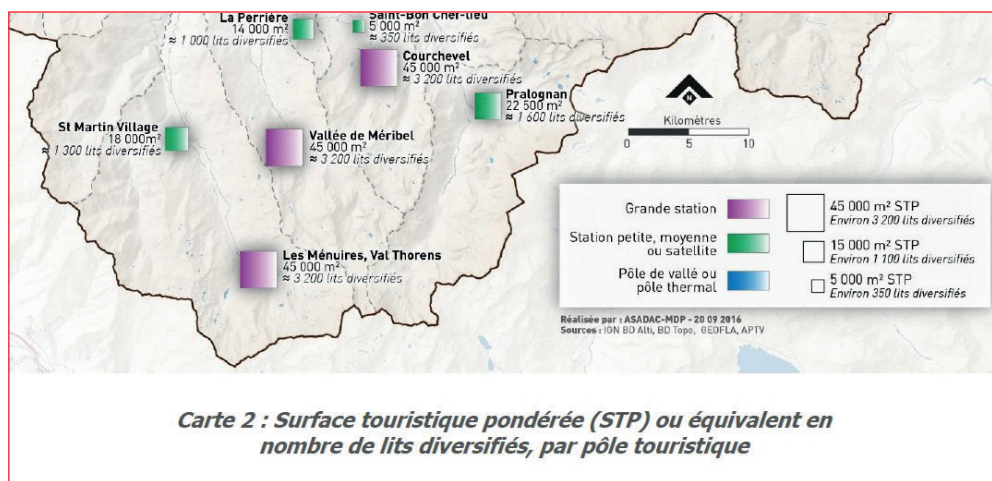 La Perrière
14 000 m²
≈ 1 000 lits diversifiés
Saint-Bon Chef-lieu
5 000 m²
≈ 350 lits diversifiés
Courchevel
45 000 m²
≈ 3 200 lits diversifiés
Pralognan
22 500 m²
≈ 1 600 lits diversifiés
St Martin Village
18 000m²
≈ 1 300 lits diversifiés
Vallée de Méribel
45 000 m²
≈ 3 200 lits diversifiés
Les Ménuires, Val Thorens
45 000 m²
≈ 3 200 lits diversifiés
N
Kilomètres
0 5 10
Grande station
Station petite, moyenne
ou satellite
Pôle de vallé ou
pôle thermal
45 000 m² STP
Environ 3 200 lits diversifiés
15 000 m² STP
Environ 1 100 lits diversifiés
5 000 m² STP
Environ 350 lits diversifiés
Réalisée par : ASADAC-MDP - 20 09 2016
Sources : IGN BD Alti, BD Topo, GEOFLA, APTV
Carte 2 : Surface touristique pondérée (STP) ou équivalent en
nombre de lits diversifiés, par pôle touristique